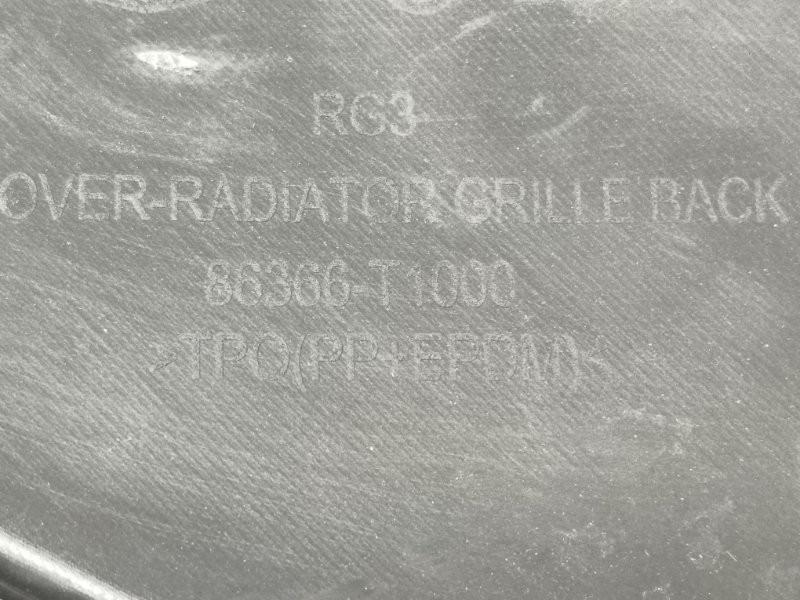 RG3
OVER-RADIATOR GRILLE BACK
86366-T1000
>TPO(PP+EPDM)<